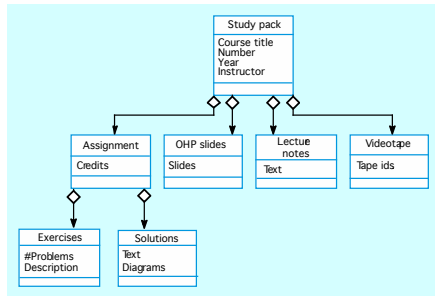 Study pack
Course title
Number
Year
Instructor
Assignment
Credits
OHP slides
Slides
Lecture
notes
Text
Videotape
Tape ids
Exercises
#Problems
Description
Solutions
Text
Diagrams